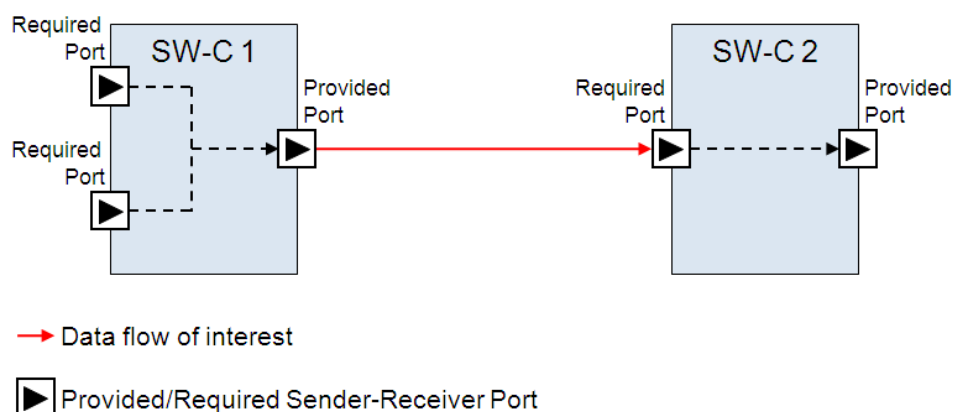 Required
Port
SW-C 1
Provided
Port
Required
Port
Required
Port
SW-C 2
Provided
Port
Data flow of interest
Provided/Required Sender-Receiver Port